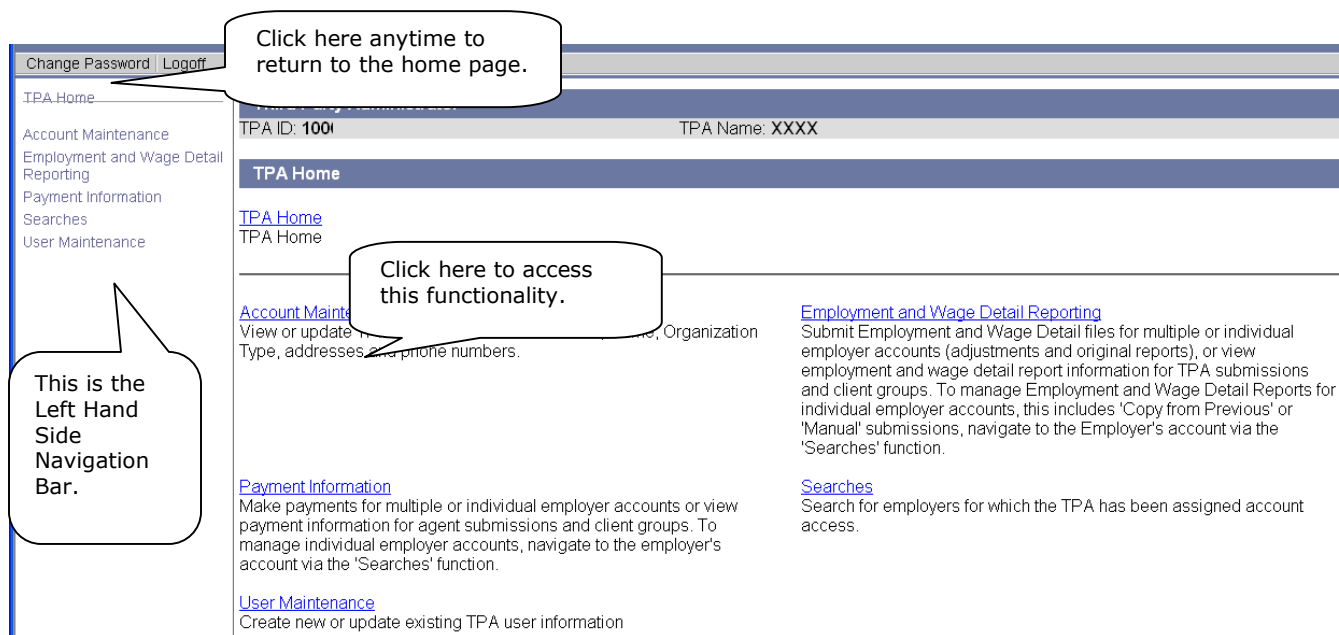 Click here anytime to
return to the home page.
Change Password Logoff
TPA Home
Account Maintenance
Employment and Wage Detail
Reporting
Payment Information
Searches
User Maintenance
This is the
Left Hand
Side
Navigation
Bar.
TPA ID: 100
TPA Name: XXXX
TPA Home
TPA Home
TPA Home
Click here to access
this functionality.
Account
View or update Organization
Type, addresses and phone numbers.
Employment and Wage Detail Reporting
Submit Employment and Wage Detail files for multiple or individual
employer accounts (adjustments and original reports), or view
employment and wage detail report information for TPA submissions
and client groups. To manage Employment and Wage Detail Reports for
individual employer accounts, this includes 'Copy from Previous' or
'Manual' submissions, navigate to the Employer's account via the
'Searches' function.
Payment Information
Make payments for multiple or individual employer accounts or view
payment information for agent submissions and client groups. To
manage individual employer accounts, navigate to the employer's
account via the 'Searches' function.
Searches
Search for employers for which the TPA has been assigned account
access.
User Maintenance
Create new or update existing TPA user information